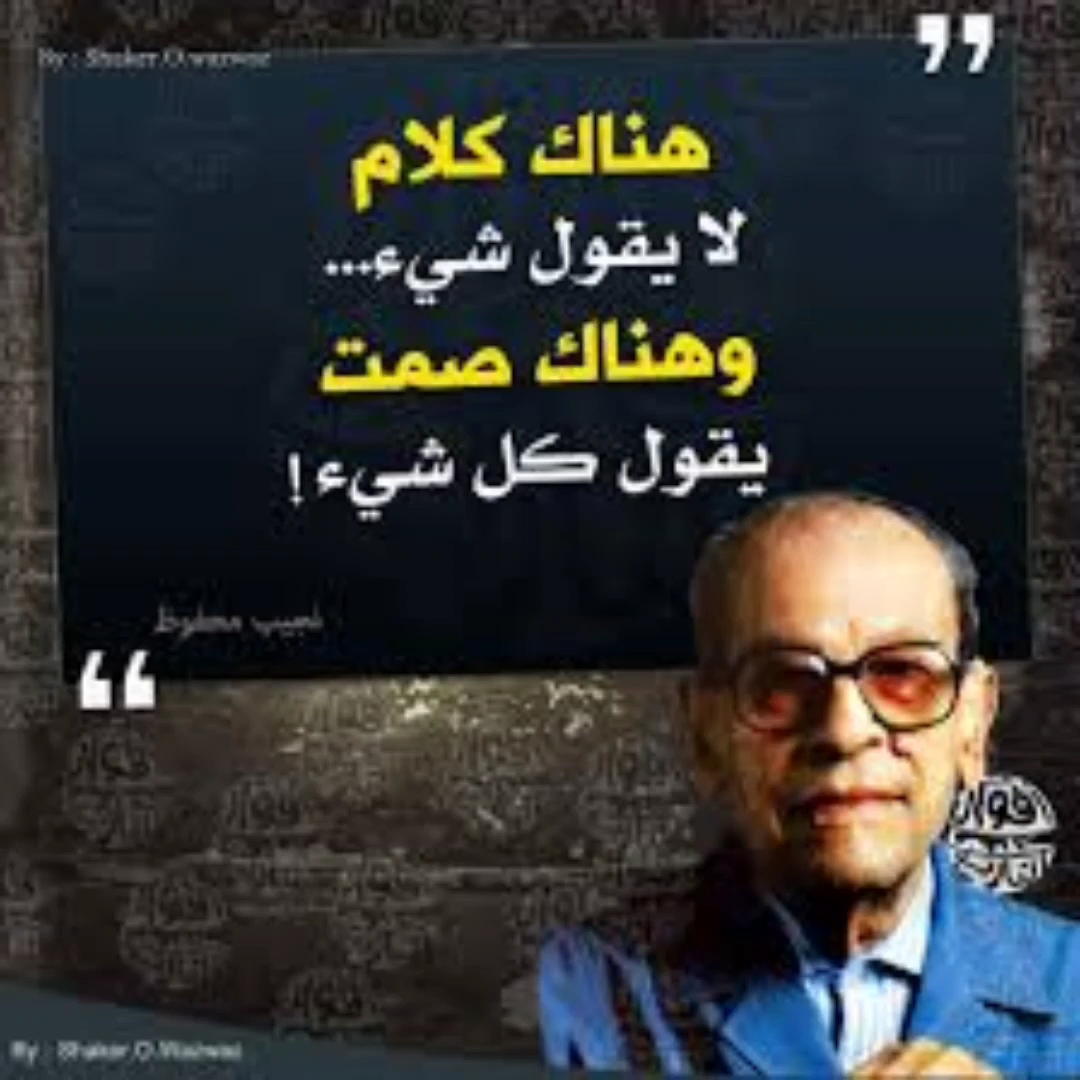 By : Shaker.O.wazwaz
هناك كلام
لا يقول شيء...
وهناك صمت
يقول كل شيء!
نجيب محفوظ
By : Shaker.O.Wazwaz